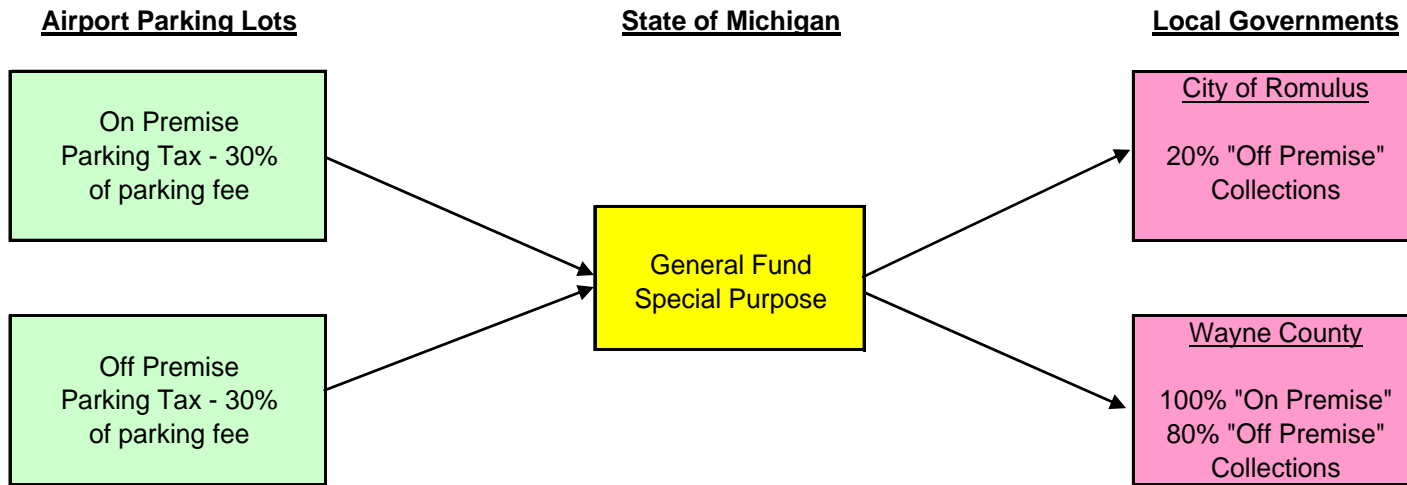 Airport Parking Lots
State of Michigan
Local Governments
On Premise
Parking Tax - 30%
of parking fee
Off Premise
Parking Tax - 30%
of parking fee
General Fund
Special Purpose
City of Romulus
20% "Off Premise"
Collections
Wayne County
100% "On Premise"
80% "Off Premise"
Collections